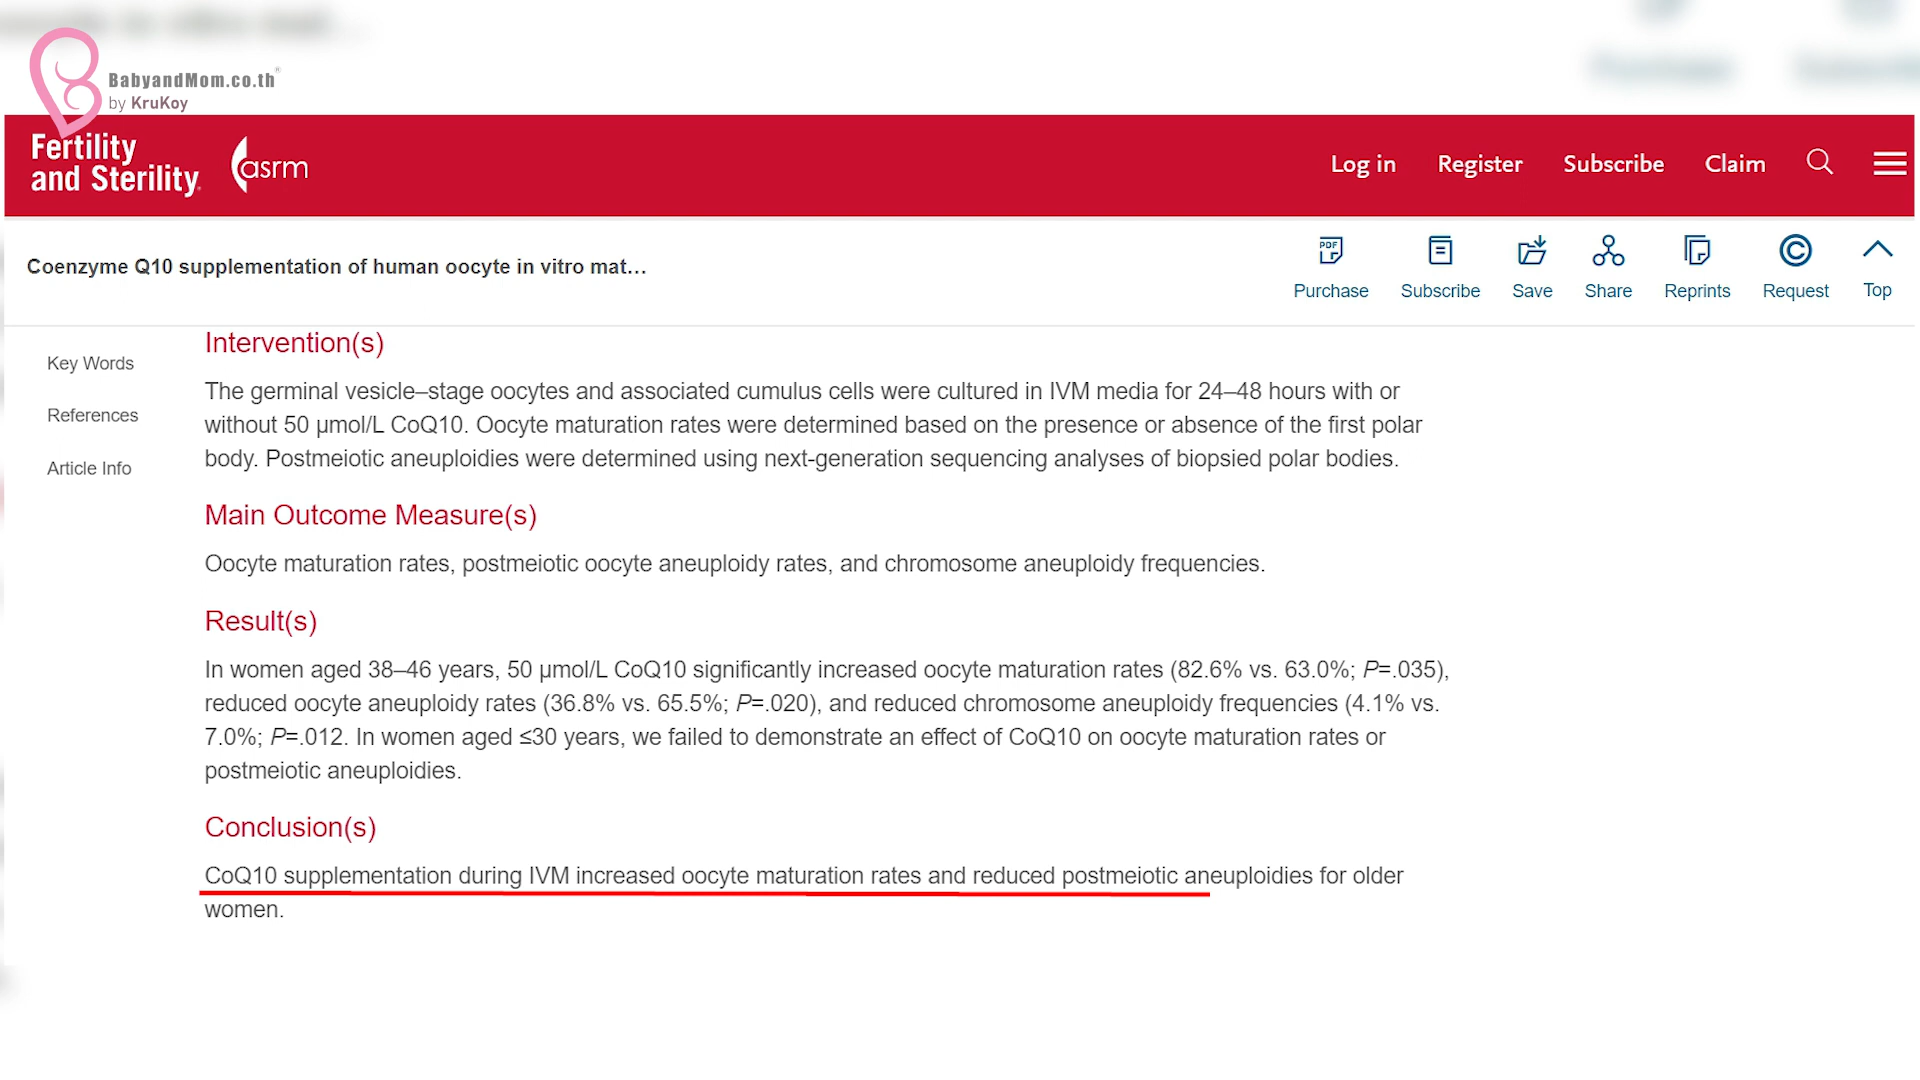 BabyandMom.co.th
by KruKoy
Fertility
and Sterility
asrm
Log in Register Subscribe Claim
Coenzyme Q10 supplementation of human oocyte in vitro mat...
PDF
Purchase Subscribe Save Share Reprints Request Top
Key Words
References
Article Info
Intervention(s)
The germinal vesicle–stage oocytes and associated cumulus cells were cultured in IVM media for 24–48 hours with or
without 50 μmol/L CoQ10. Oocyte maturation rates were determined based on the presence or absence of the first polar
body. Postmeiotic aneuploidies were determined using next-generation sequencing analyses of biopsied polar bodies.
Main Outcome Measure(s)
Oocyte maturation rates, postmeiotic oocyte aneuploidy rates, and chromosome aneuploidy frequencies.
Result(s)
In women aged 38–46 years, 50 μmol/L CoQ10 significantly increased oocyte maturation rates (82.6% vs. 63.0%; P=.035),
reduced oocyte aneuploidy rates (36.8% vs. 65.5%; P=.020), and reduced chromosome aneuploidy frequencies (4.1% vs.
7.0%; P=.012. In women aged ≤30 years, we failed to demonstrate an effect of CoQ10 on oocyte maturation rates or
postmeiotic aneuploidies.
Conclusion(s)
CoQ10 supplementation during IVM increased oocyte maturation rates and reduced postmeiotic aneuploidies for older
women.